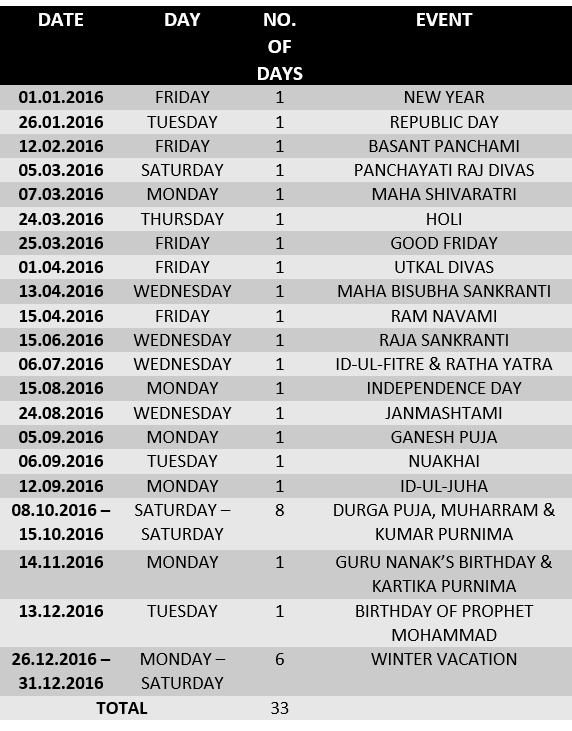 DATE DAY NO. OF DAYS EVENT
01.01.2016 FRIDAY 1 NEW YEAR
26.01.2016 TUESDAY 1 REPUBLIC DAY
12.02.2016 FRIDAY 1 BASANT PANCHAMI
05.03.2016 SATURDAY 1 PANCHAYATI RAJ DIVAS
07.03.2016 MONDAY 1 MAHA SHIVARATRI
24.03.2016 THURSDAY 1 HOLI
25.03.2016 FRIDAY 1 GOOD FRIDAY
01.04.2016 FRIDAY 1 UTKAL DIVAS
13.04.2016 WEDNESDAY 1 MAHA BISUBHA SANKRANTI
15.04.2016 FRIDAY 1 RAM NAVAMI
15.06.2016 WEDNESDAY 1 RAJA SANKRANTI
06.07.2016 WEDNESDAY 1 ID-UL-FITRE & RATHA YATRA
15.08.2016 MONDAY 1 INDEPENDENCE DAY
24.08.2016 WEDNESDAY 1 JANMASHTAMI
05.09.2016 MONDAY 1 GANESH PUJA
06.09.2016 TUESDAY 1 NUAKHAI
12.09.2016 MONDAY 1 ID-UL-JUHA
08.10.2016 – SATURDAY – 8 DURGA PUJA, MUHARRAM &
15.10.2016 SATURDAY KUMAR PURNIMA
14.11.2016 MONDAY 1 GURU NANAK’S BIRTHDAY &
KARTIKA PURNIMA
13.12.2016 TUESDAY 1 BIRTHDAY OF PROPHET
MOHAMMAD
26.12.2016 – MONDAY – 6 WINTER VACATION
31.12.2016 SATURDAY
TOTAL 33